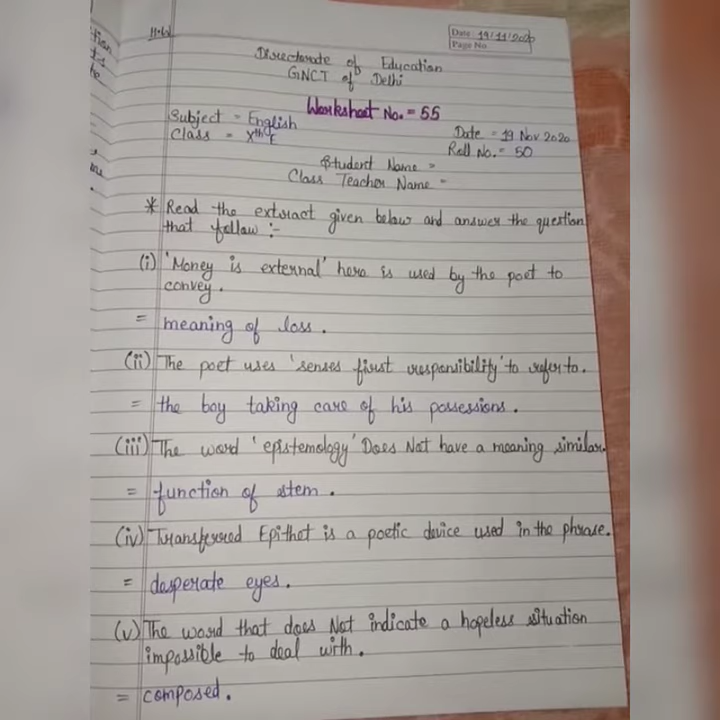 Date 19/11/2020
Page No.
Directorate of Education
GNCT of Delhi
Worksheet No. = 55
Subject = English
Class = Xth E
Date = 19 Nov 2020
Roll No. = 50
Student Name =
Class Teacher Name =
* Read the extract given below and answer the question
that follow :-
(i) 'Money is external' here is used by the poet to
convey.
= meaning of loss.
(ii) The poet uses 'senses first responsibility' to refer to.
= the boy taking care of his possessions.
(iii) The word 'epistemology' Does Not have a meaning similar.
= function of stem.
(iv) Transferred Epithet is a poetic device used in the phrase.
= desperate eyes.
(v) The word that does Not indicate a hopeless situation
impossible to deal with.
= composed.